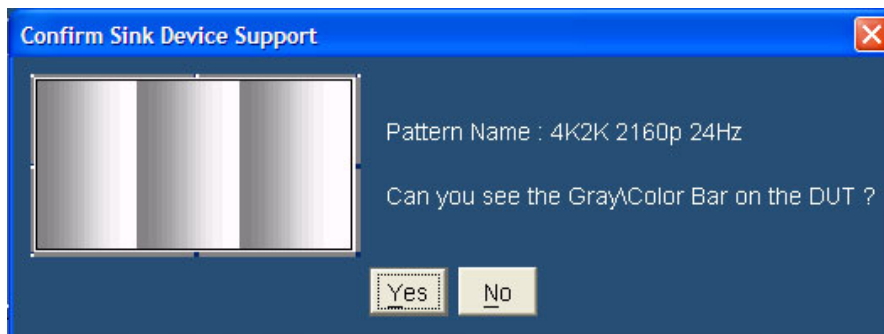 Confirm Sink Device Support
Pattern Name : 4K2K 2160p 24Hz
Can you see the Gray\Color Bar on the DUT ?
Yes No